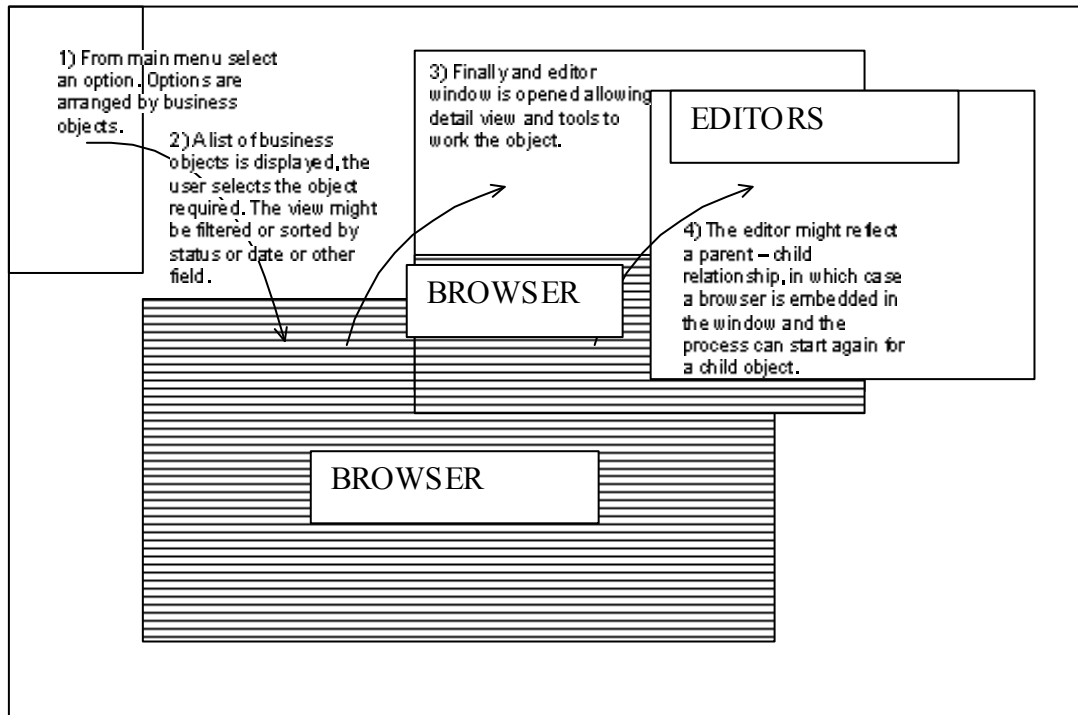 1) From main menu select
an option. Options are
arranged by business
objects.
2) A list of business
objects is displayed, the
user selects the object
required. The view might
be filtered or sorted by
status or date or other
field.
3) Finally and editor
window is opened allowing
detail view and tools to
work the object.
EDITORS
4) The editor might reflect
a parent – child
relationship, in which case
a browser is embedded in
the window and the
process can start again for
a child object.
BROWSER
BROWSER